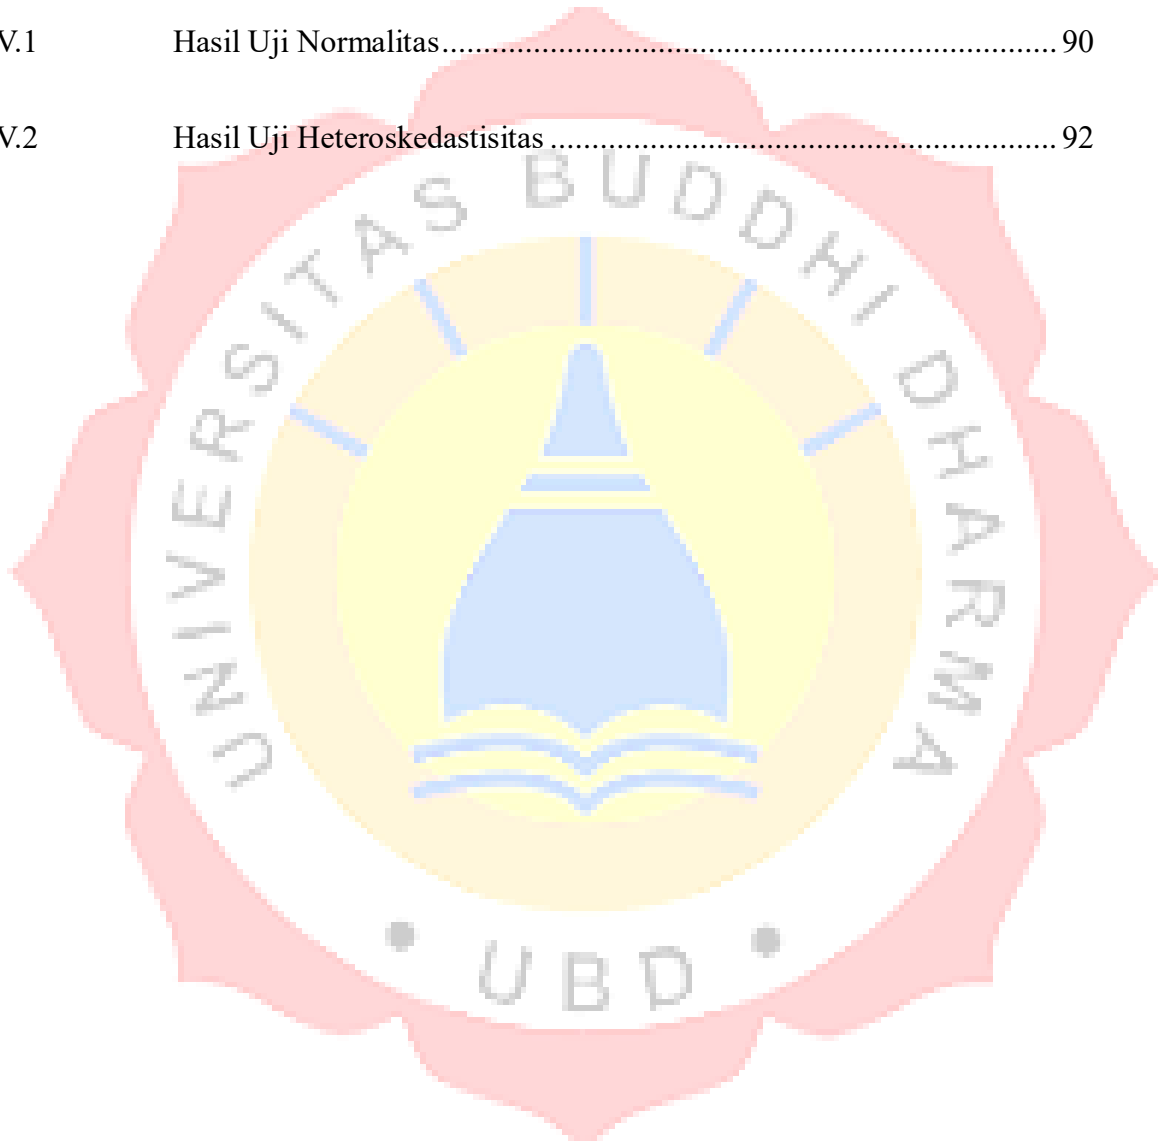 V.1 Hasil Uji Normalitas........................................................................... 90
V.2 Hasil Uji Heteroskedastisitas .............................................................. 92
UNIVERSITAS BUDDHI DHARMA
• UBD •